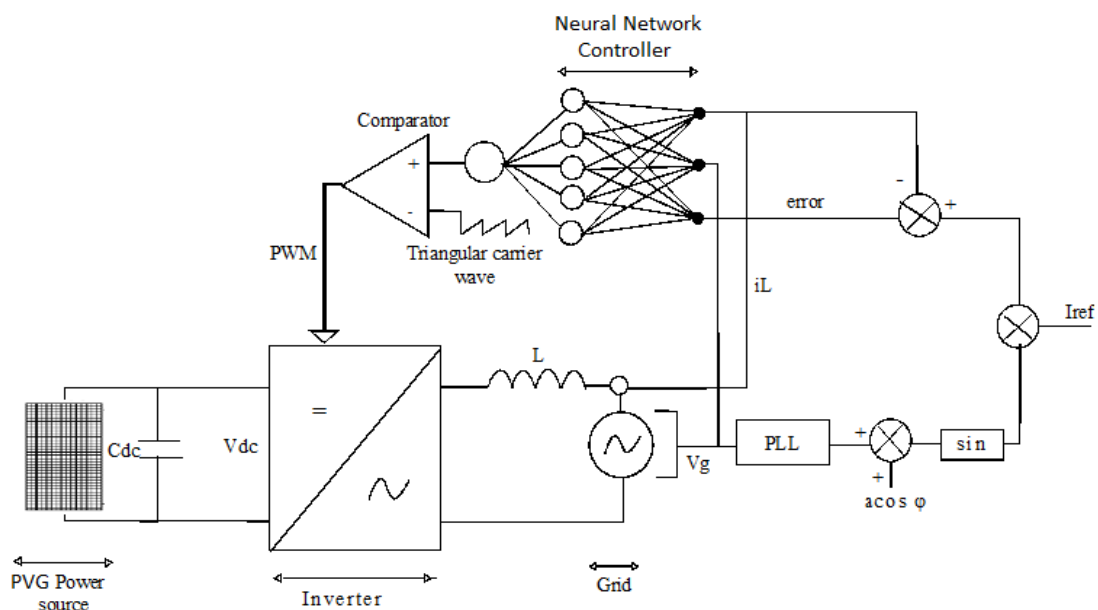 Neural Network
Controller
Comparator
+
-
Triangular carrier
wave
PWM
error
-
+
iL
Iref
L
=
Cdc
Vdc
Vg
PLL
+
+
acos φ
sin
PVG Power
source
Inverter
Grid